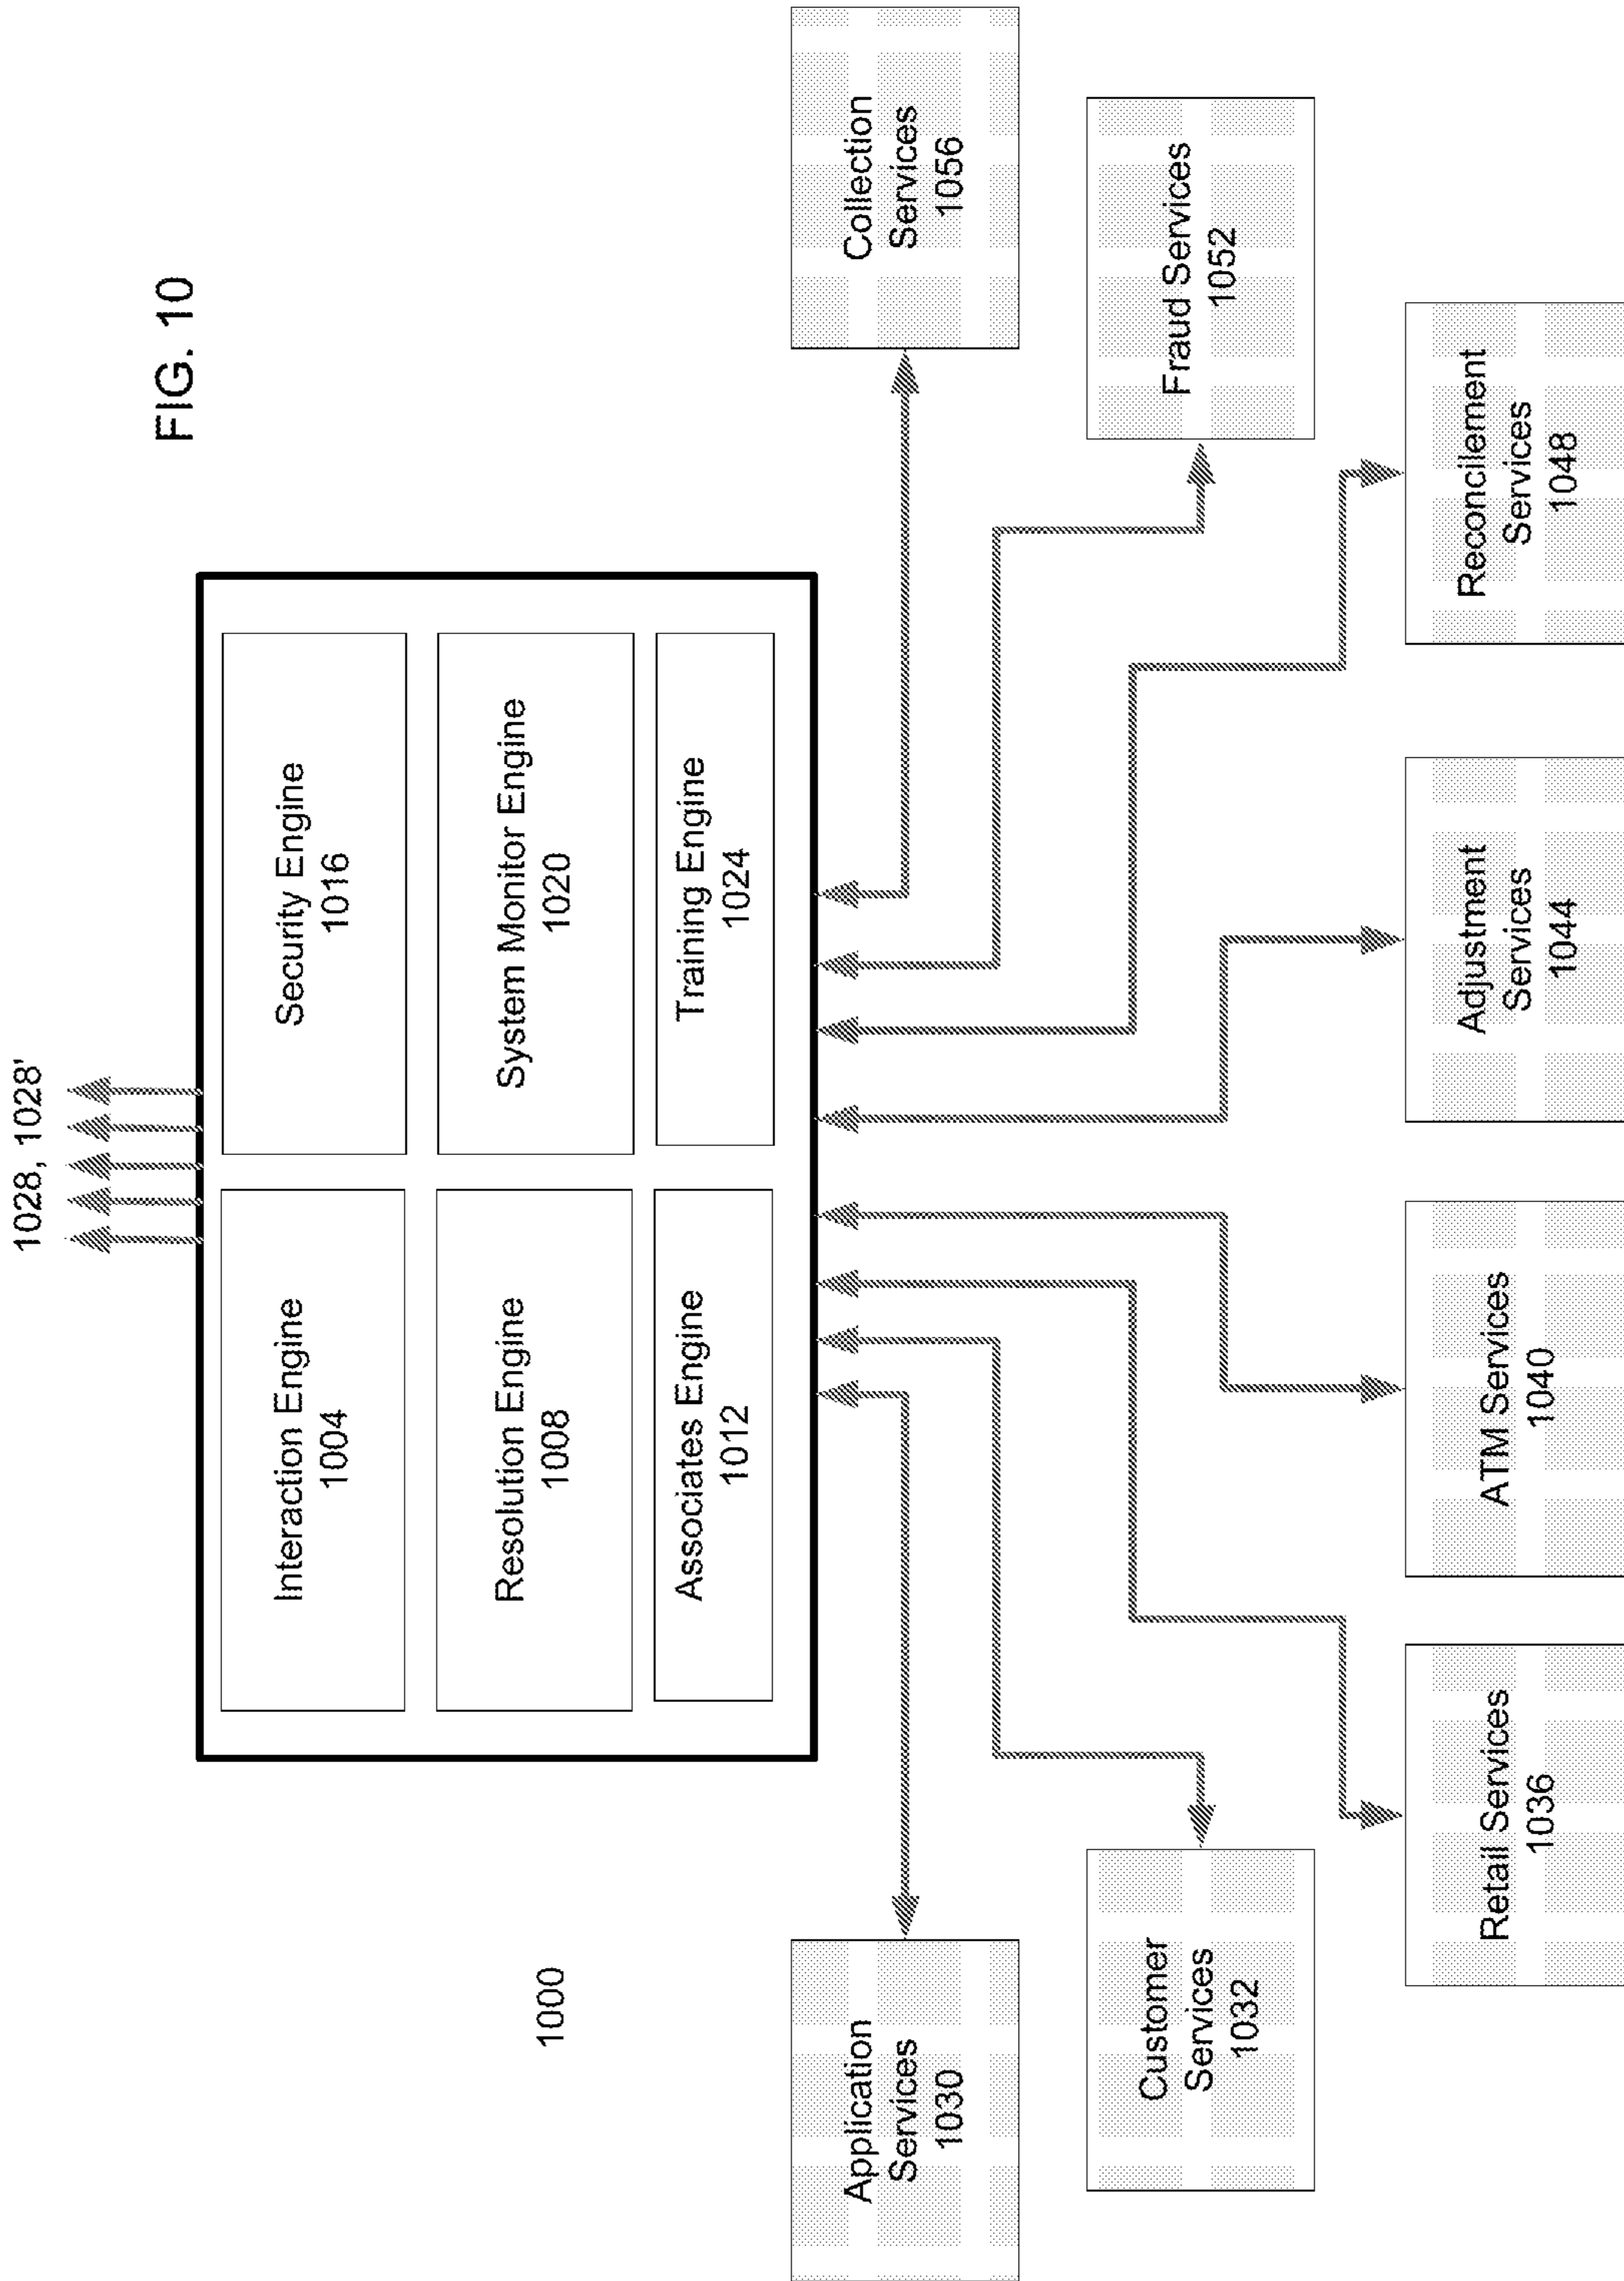 FIG. 10
1028, 1028'
Interaction Engine
1004
Security Engine
1016
Resolution Engine
1008
System Monitor Engine
1020
Associates Engine
1012
Training Engine
1024
1000
Application
Services
1030
Customer
Services
1032
Retail Services
1036
ATM Services
1040
Adjustment
Services
1044
Reconcilement
Services
1048
Fraud Services
1052
Collection
Services
1056